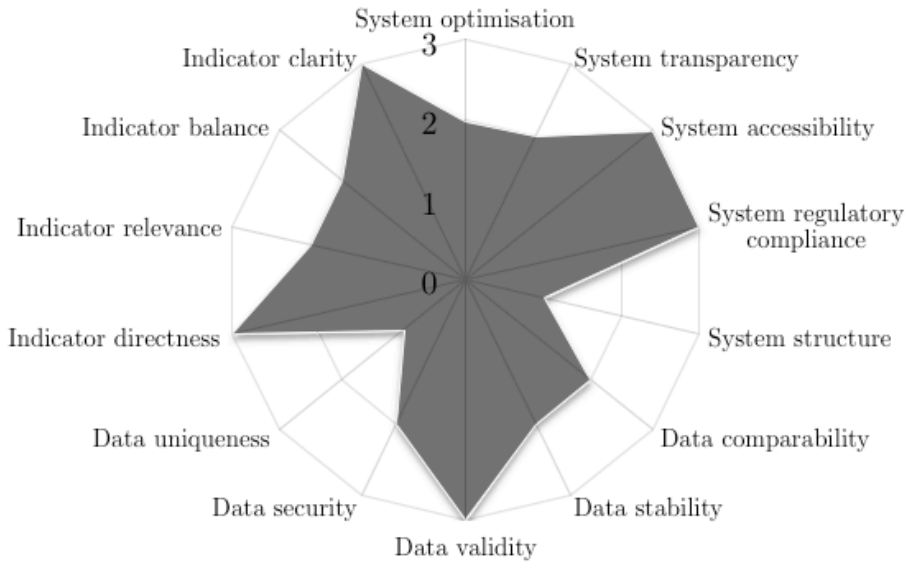 System optimisation
3
Indicator clarity
System transparency
2
Indicator balance
System accessibility
1
Indicator relevance
System regulatory
compliance
0
Indicator directness
System structure
Data uniqueness
Data comparability
Data security
Data stability
Data validity